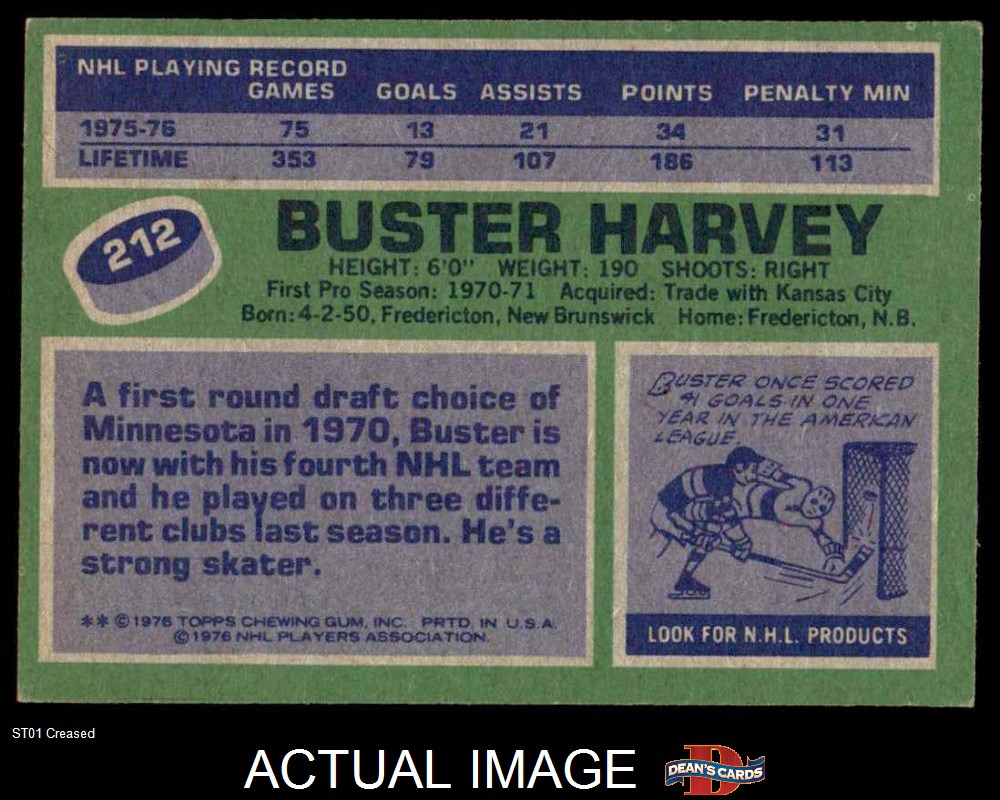 NHL PLAYING RECORD
GAMES GOALS ASSISTS POINTS PENALTY MIN
1975-76 75 13 21 34 31
LIFETIME 353 79 107 186 113
212
BUSTER HARVEY
HEIGHT: 6'0" WEIGHT: 190 SHOOTS: RIGHT
First Pro Season: 1970-71 Acquired: Trade with Kansas City
Born: 4-2-50, Fredericton, New Brunswick Home: Fredericton, N.B.
A first round draft choice of
Minnesota in 1970, Buster is
now with his fourth NHL team
and he played on three diffe-
rent clubs last season. He's a
strong skater.
** © 1976 TOPPS CHEWING GUM, INC. PRTD. IN U.S.A.
© 1976 NHL PLAYERS ASSOCIATION.
BUSTER ONCE SCORED
41 GOALS IN ONE
YEAR IN THE AMERICAN
LEAGUE.
LOOK FOR N.H.L. PRODUCTS
ST01 Creased
ACTUAL IMAGE
D
DEAN'S CARDS